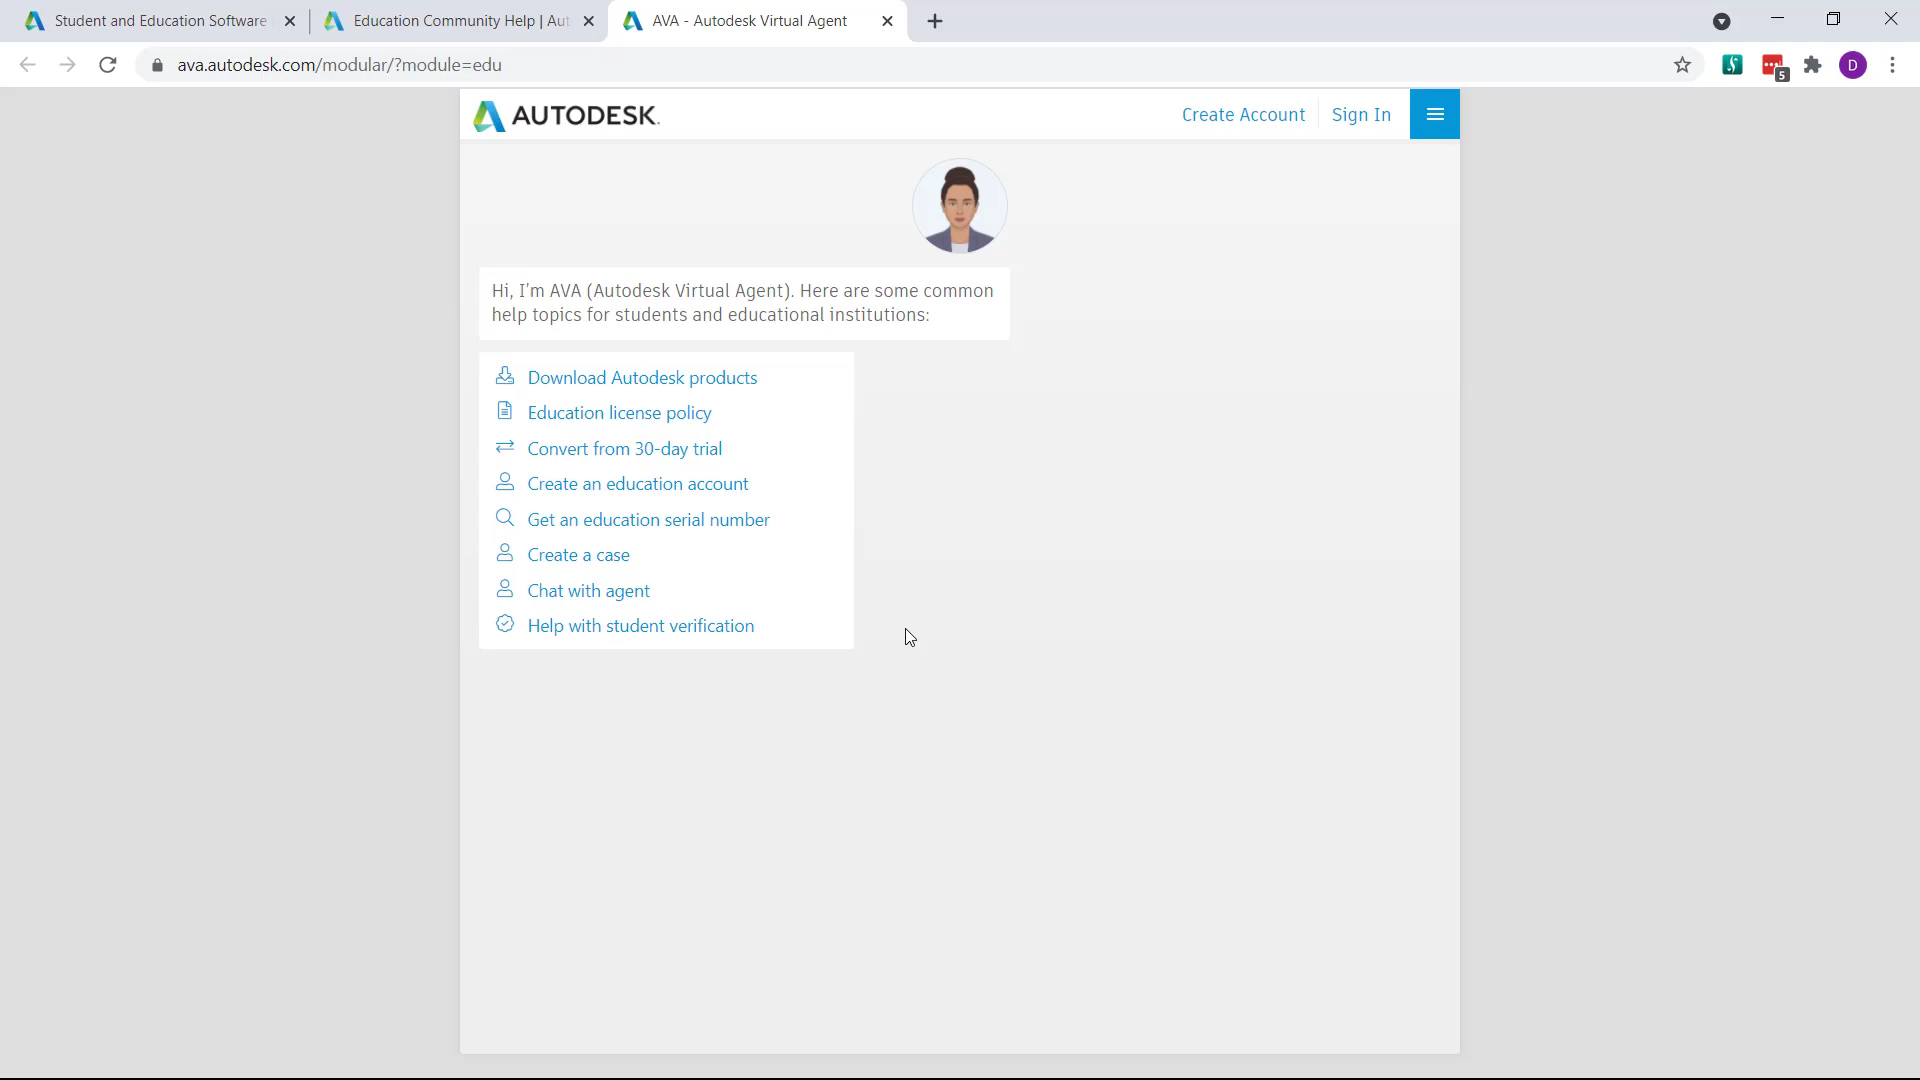 Student and Education Software
Education Community Help | Aut
AVA - Autodesk Virtual Agent
ava.autodesk.com/modular/?module=edu
5
D
AUTODESK.
Create Account
Sign In
Hi, I'm AVA (Autodesk Virtual Agent). Here are some common
help topics for students and educational institutions:
Download Autodesk products
Education license policy
Convert from 30-day trial
Create an education account
Get an education serial number
Create a case
Chat with agent
Help with student verification